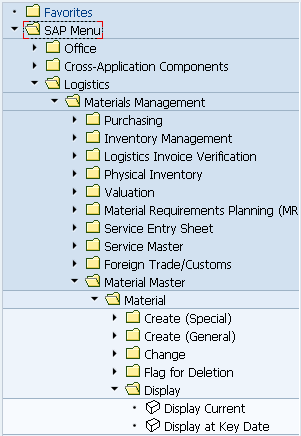 Favorites
SAP Menu
Office
Cross-Application Components
Logistics
Materials Management
Purchasing
Inventory Management
Logistics Invoice Verification
Physical Inventory
Valuation
Material Requirements Planning (MR
Service Entry Sheet
Service Master
Foreign Trade/Customs
Material Master
Material
Create (Special)
Create (General)
Change
Flag for Deletion
Display
Display Current
Display at Key Date